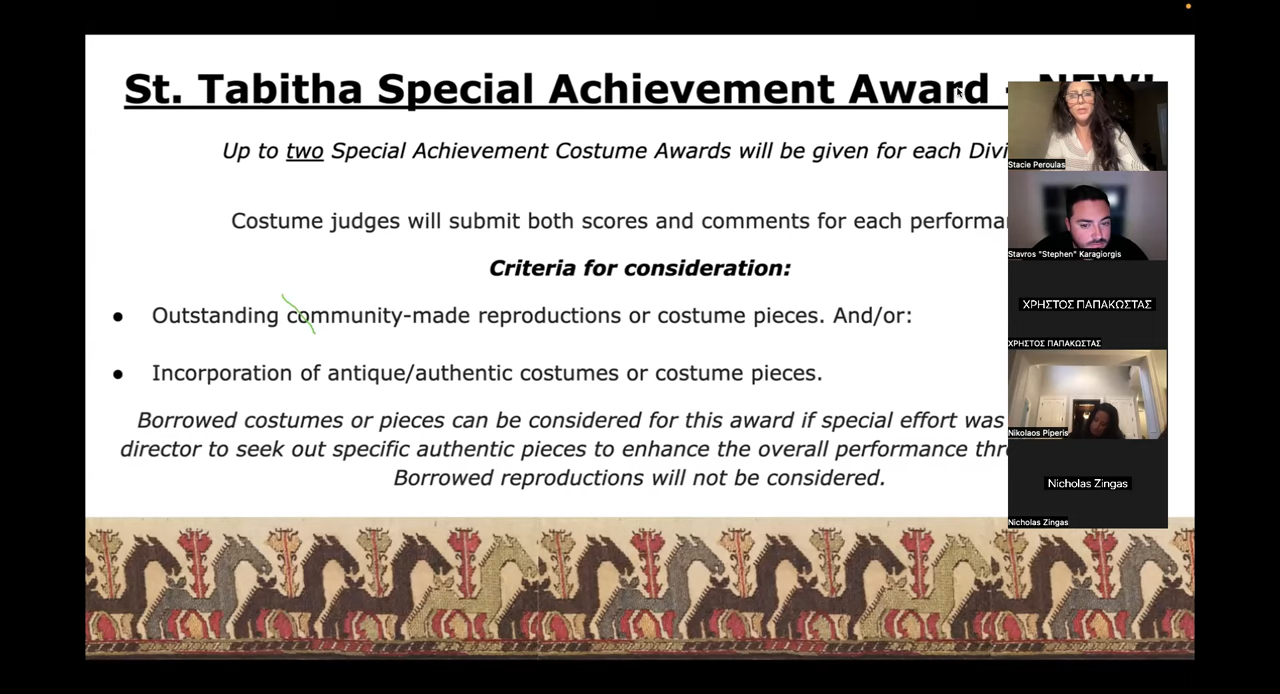 St. Tabitha Special Achievement Award -
Up to two Special Achievement Costume Awards will be given for each
Costume judges will submit both scores and comments for each
Criteria for consideration:
● Outstanding community-made reproductions or costume pieces. And/or:
● Incorporation of antique/authentic costumes or costume pieces.
Borrowed costumes or pieces can be considered for this award if special effort was
director to seek out specific authentic pieces to enhance the overall performance
Borrowed reproductions will not be considered.
Stacie Peroulas
Stavros "Stephen" Karagiorgis
ΧΡΗΣΤΟΣ ΠΑΠΑΚΩΣΤΑΣ
ΧΡΗΣΤΟΣ ΠΑΠΑΚΩΣΤΑΣ
Nikolaos Piperis
Nicholas Zingas
Nicholas Zingas